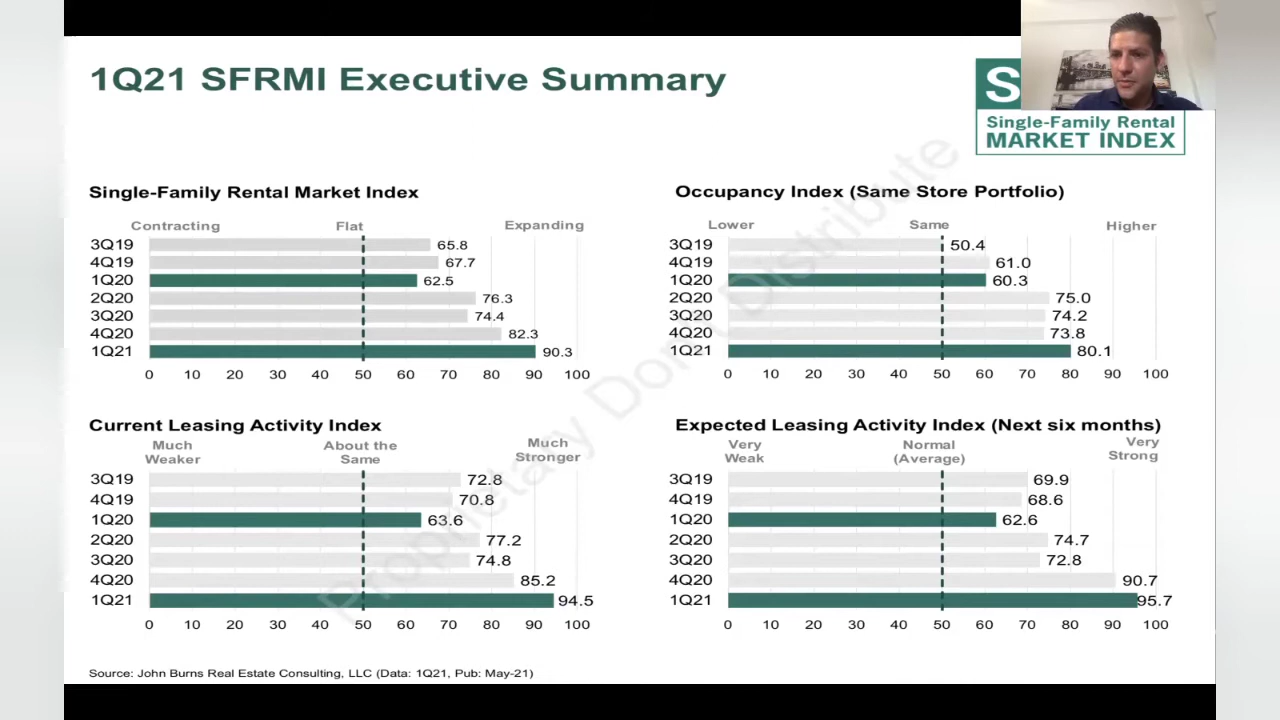 1Q21 SFRMI Executive Summary
S
Single-Family Rental
MARKET INDEX
Single-Family Rental Market Index
Contracting Flat Expanding
3Q19 65.8
4Q19 67.7
1Q20 62.5
2Q20 76.3
3Q20 74.4
4Q20 82.3
1Q21 90.3
0 10 20 30 40 50 60 70 80 90 100
Occupancy Index (Same Store Portfolio)
Lower Same Higher
3Q19 50.4
4Q19 61.0
1Q20 60.3
2Q20 75.0
3Q20 74.2
4Q20 73.8
1Q21 80.1
0 10 20 30 40 50 60 70 80 90 100
Current Leasing Activity Index
Much About the Much
Weaker Same Stronger
3Q19 72.8
4Q19 70.8
1Q20 63.6
2Q20 77.2
3Q20 74.8
4Q20 85.2
1Q21 94.5
0 10 20 30 40 50 60 70 80 90 100
Expected Leasing Activity Index (Next six months)
Very Normal Very
Weak (Average) Strong
3Q19 69.9
4Q19 68.6
1Q20 62.6
2Q20 74.7
3Q20 72.8
4Q20 90.7
1Q21 95.7
0 10 20 30 40 50 60 70 80 90 100
Source: John Burns Real Estate Consulting, LLC (Data: 1Q21, Pub: May-21)
Proprietary Don't Distribute